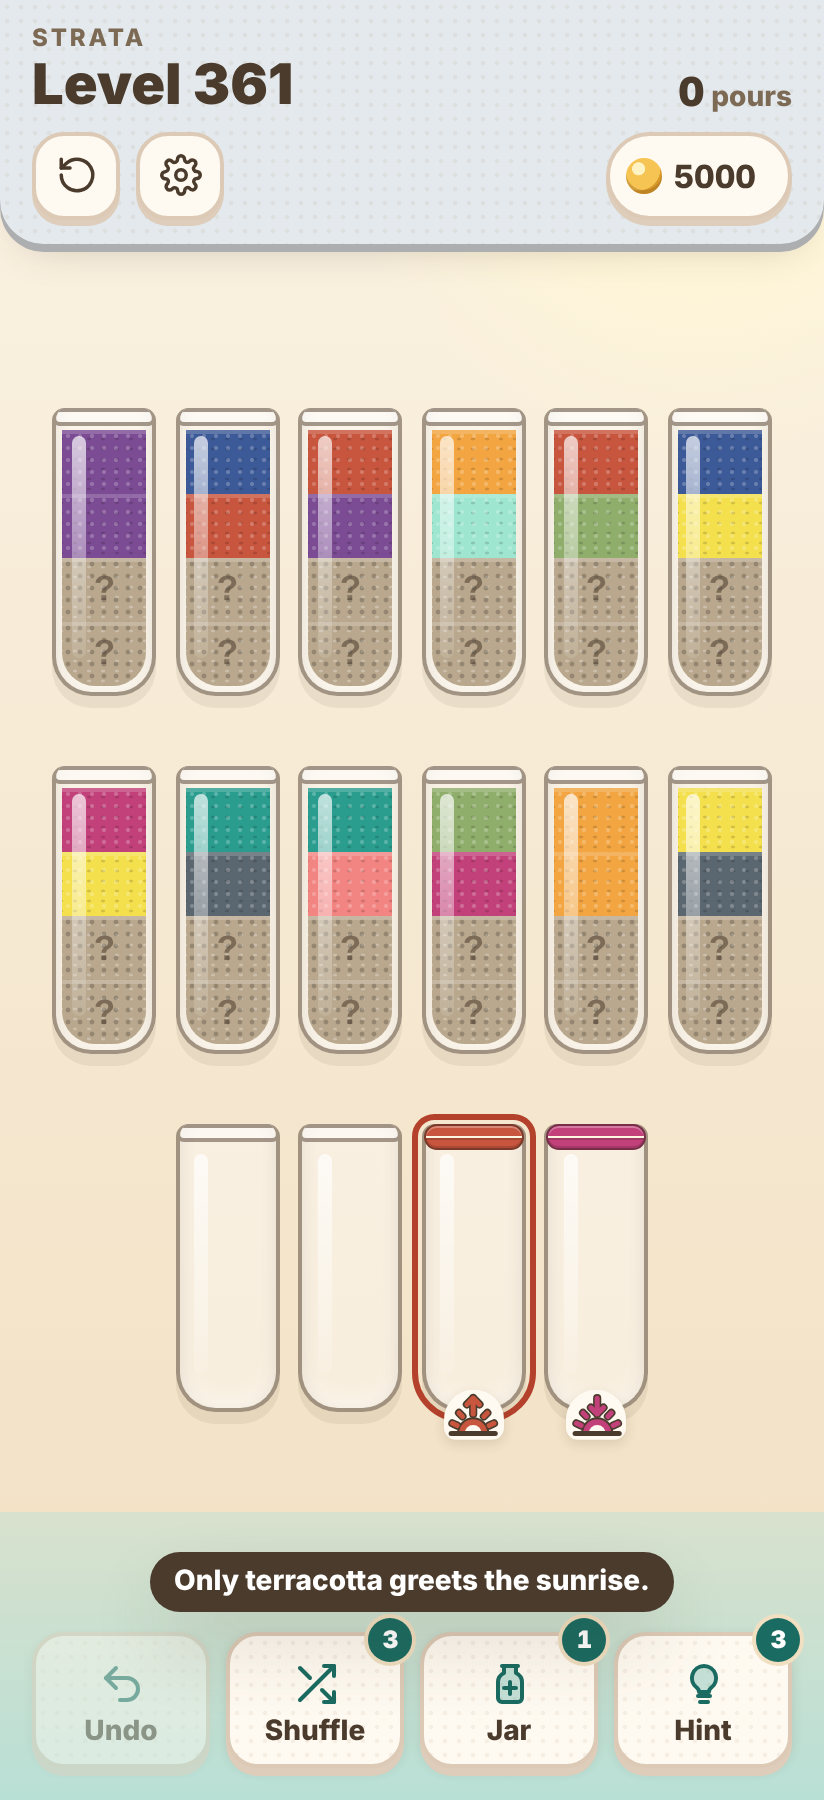 STRATA
Level 361
0 pours
5000
? ? ? ? ? ?
? ? ? ? ? ?
? ? ? ? ? ?
? ? ? ? ? ?
Only terracotta greets the sunrise.
3 1 3
Undo Shuffle Jar Hint